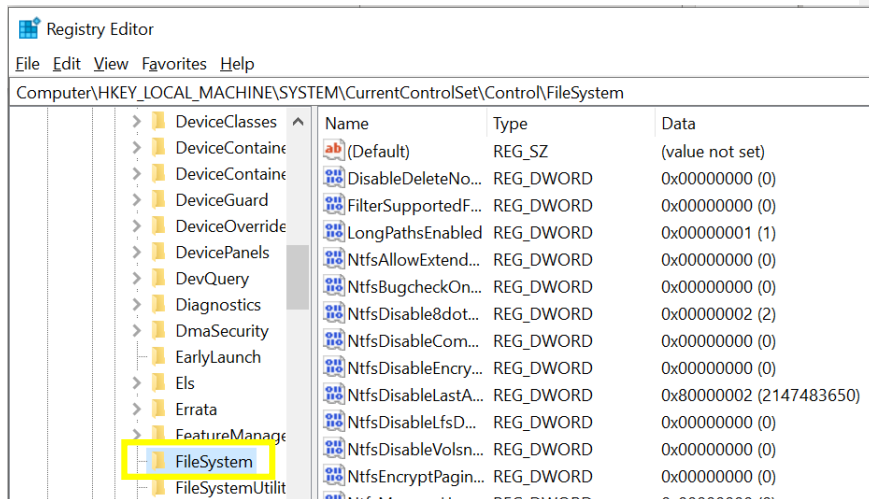 Registry Editor
File Edit View Favorites Help
Computer\HKEY_LOCAL_MACHINE\SYSTEM\CurrentControlSet\Control\FileSystem
DeviceClasses
DeviceContaine
DeviceContaine
DeviceGuard
DeviceOverride
DevicePanels
DevQuery
Diagnostics
DmaSecurity
EarlyLaunch
Els
Errata
FeatureManage
FileSystem
FileSystemUtilit
Name Type Data
ab (Default) REG_SZ (value not set)
DisableDeleteNo... REG_DWORD 0x00000000 (0)
FilterSupportedF... REG_DWORD 0x00000000 (0)
LongPathsEnabled REG_DWORD 0x00000001 (1)
NtfsAllowExtend... REG_DWORD 0x00000000 (0)
NtfsBugcheckOn... REG_DWORD 0x00000000 (0)
NtfsDisable8dot... REG_DWORD 0x00000002 (2)
NtfsDisableCom... REG_DWORD 0x00000000 (0)
NtfsDisableEncry... REG_DWORD 0x00000000 (0)
NtfsDisableLastA... REG_DWORD 0x80000002 (2147483650)
NtfsDisableLfsD... REG_DWORD 0x00000000 (0)
NtfsDisableVolsn... REG_DWORD 0x00000000 (0)
NtfsEncryptPagin... REG_DWORD 0x00000000 (0)